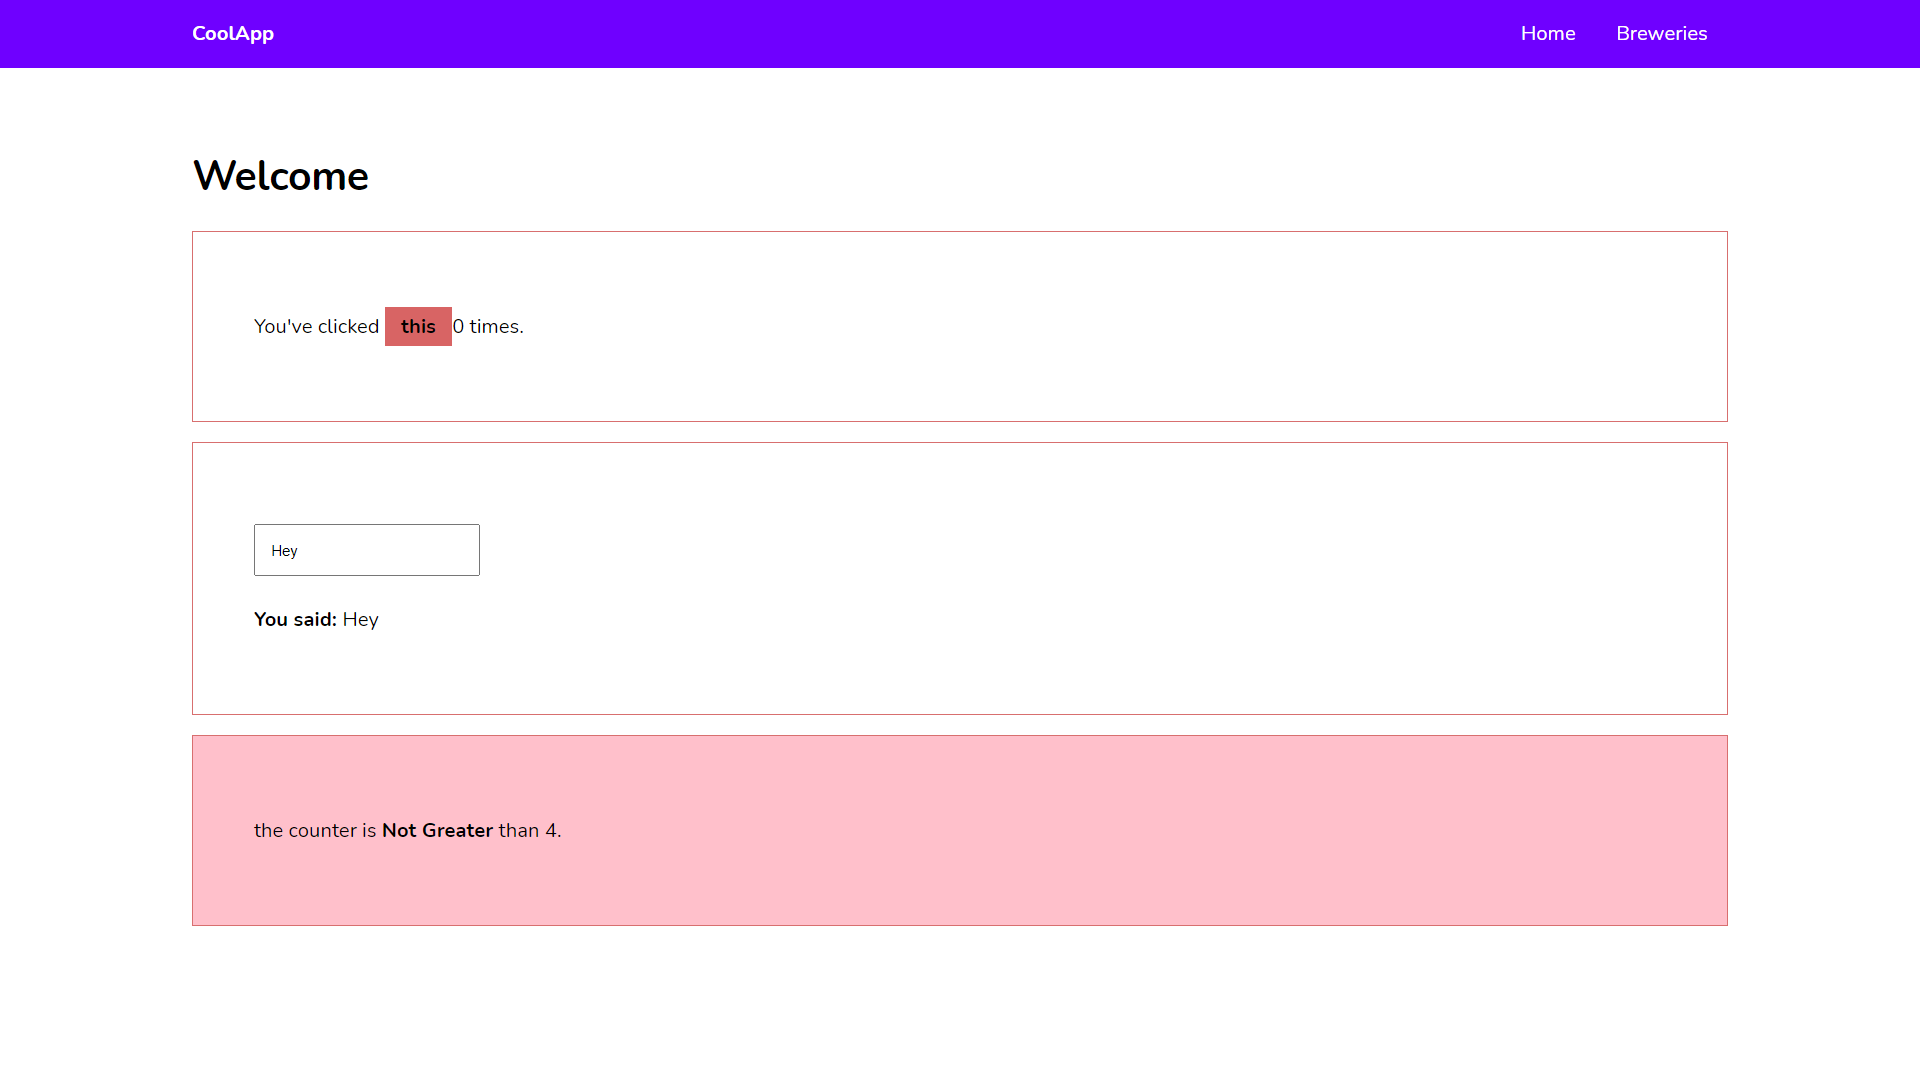 CoolApp Home Breweries
Welcome
You've clicked this 0 times.
Hey
You said: Hey
the counter is Not Greater than 4.